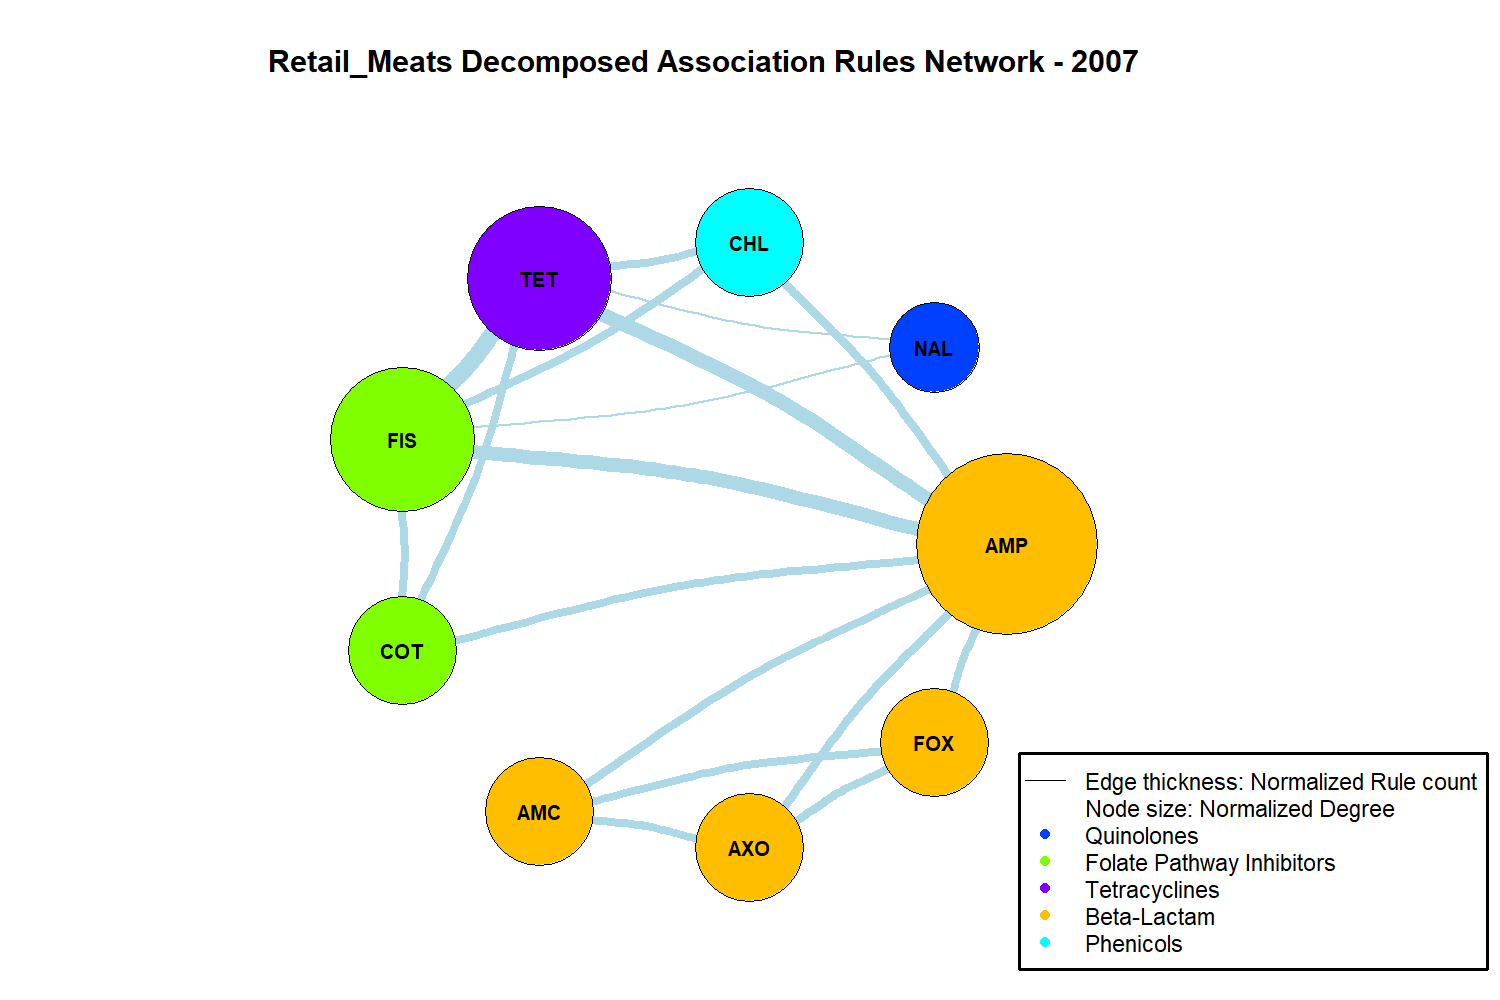 Retail_Meats Decomposed Association Rules Network - 2007
CHL
TET
NAL
FIS
AMP
COT
FOX
AMC
AXO
Edge thickness: Normalized Rule count
Node size: Normalized Degree
Quinolones
Folate Pathway Inhibitors
Tetracyclines
Beta-Lactam
Phenicols